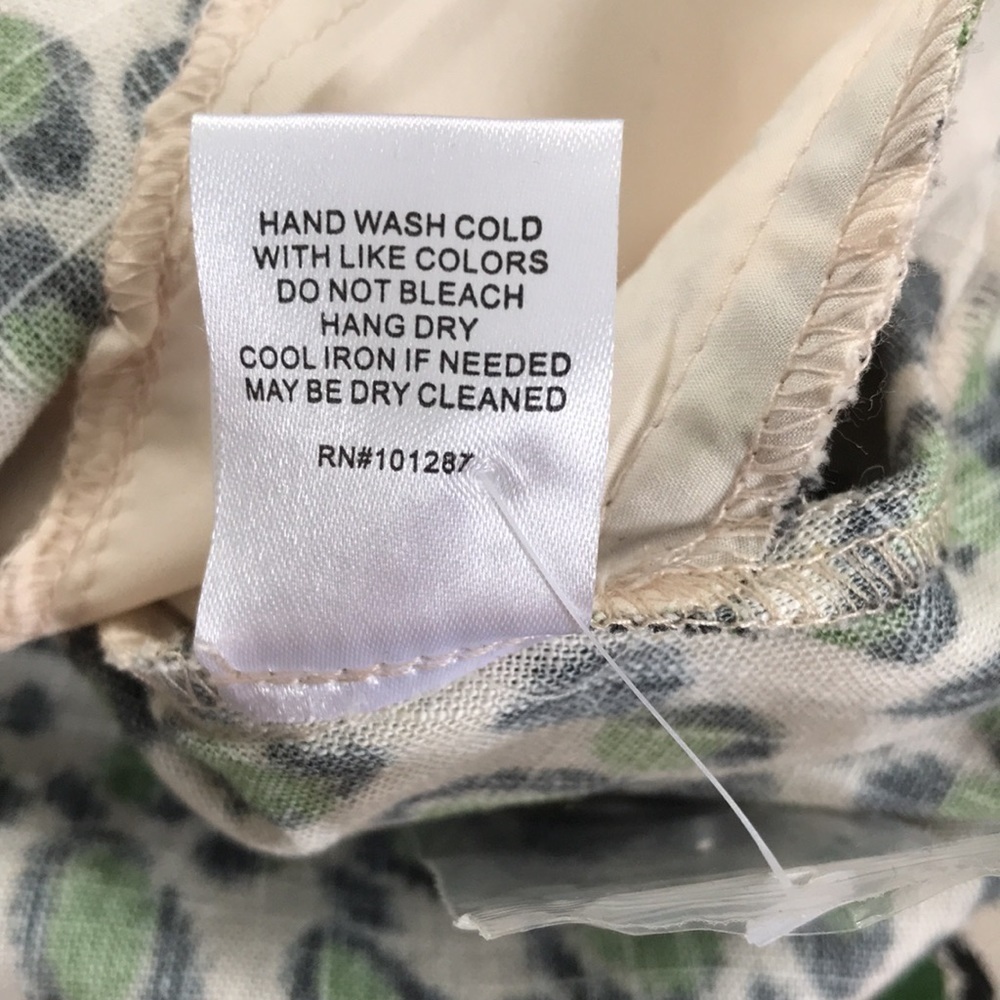 HAND WASH COLD
WITH LIKE COLORS
DO NOT BLEACH
HANG DRY
COOL IRON IF NEEDED
MAY BE DRY CLEANED
RN#101287